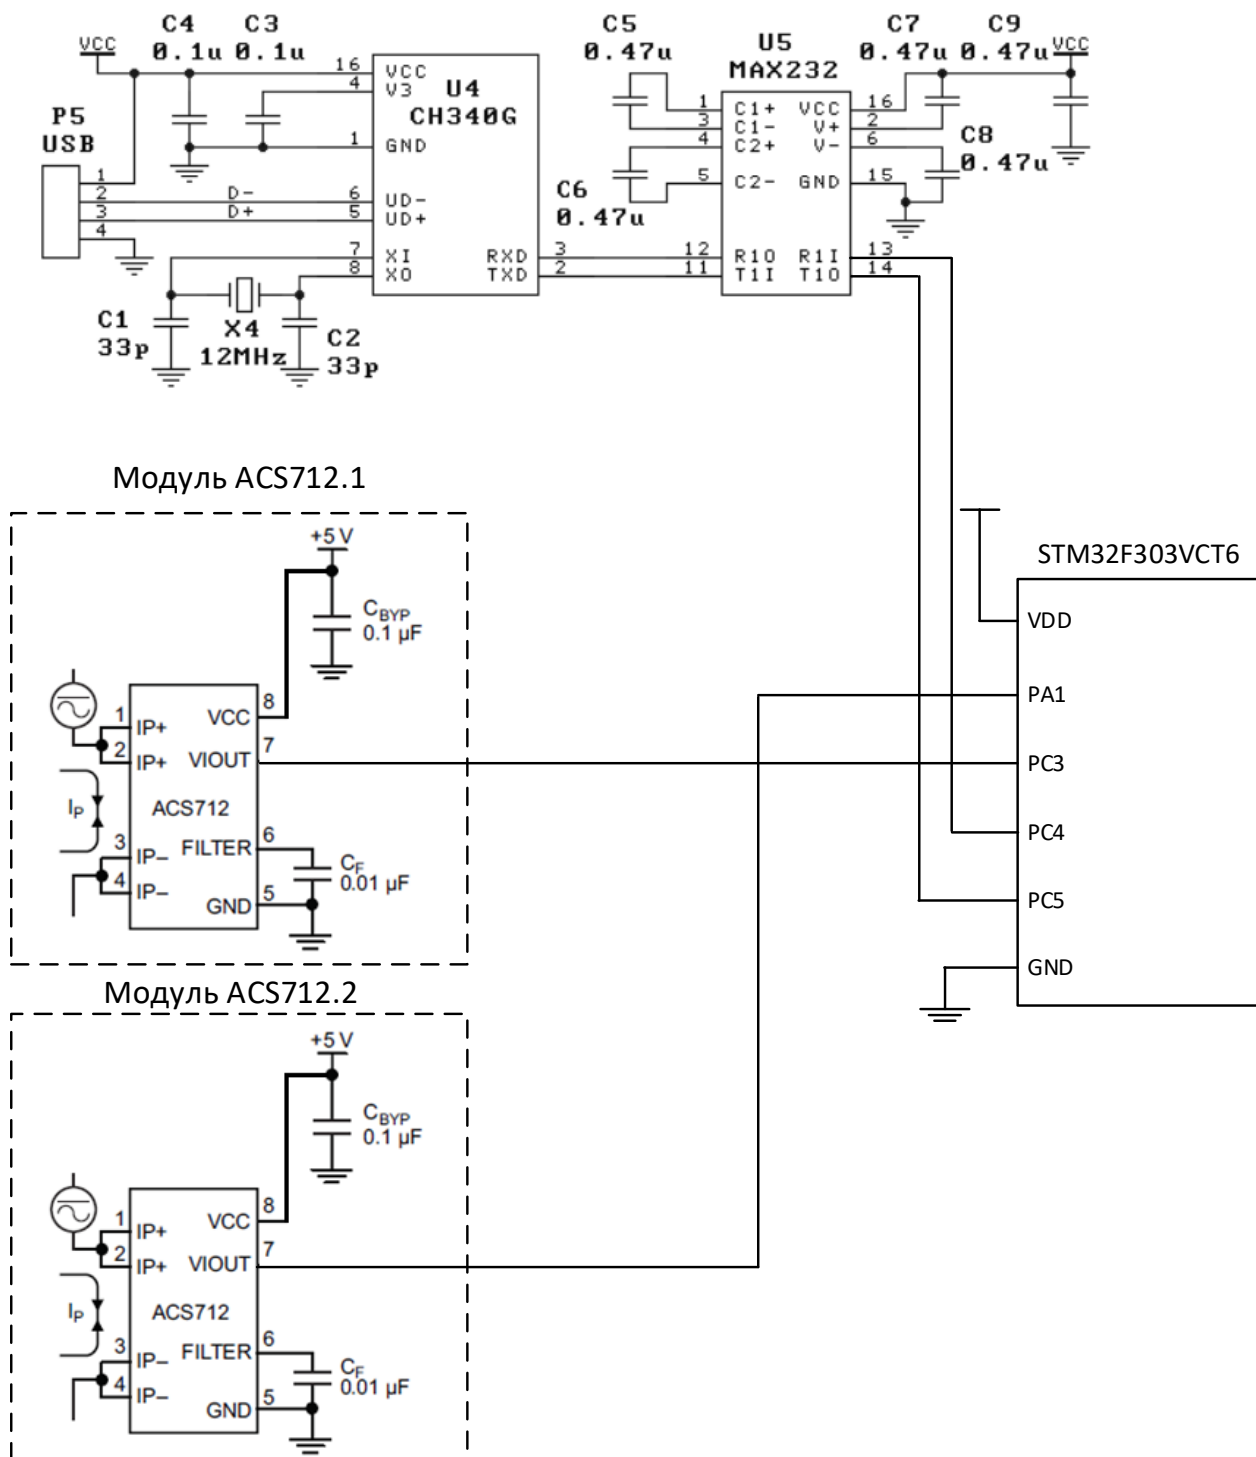 C4 C3
VCC 0.1u 0.1u
P5
USB
1
2
3
4
D-
D+
16 VCC
4 V3
U4
CH340G
1 GND
6 UD-
5 UD+
7 XI
8 XO
RXD 3
TXD 2
C1
33p
X4
12MHz
C2
33p
C5
0.47u
C6
0.47u
U5
MAX232
1 C1+
3 C1-
4 C2+
5 C2-
12 R1O
11 T1I
VCC 16
V+ 2
V- 6
GND 15
R1I 13
T1O 14
C7 C9
0.47u 0.47u VCC
C8
0.47u
Модуль ACS712.1
+5 V
CBYP
0.1 µF
1 IP+
2 IP+
IP
3 IP–
4 IP–
ACS712
VCC 8
VIOUT 7
FILTER 6
GND 5
CF
0.01 µF
STM32F303VCT6
VDD
PA1
PC3
PC4
PC5
GND
Модуль ACS712.2
+5 V
CBYP
0.1 µF
1 IP+
2 IP+
IP
3 IP–
4 IP–
ACS712
VCC 8
VIOUT 7
FILTER 6
GND 5
CF
0.01 µF